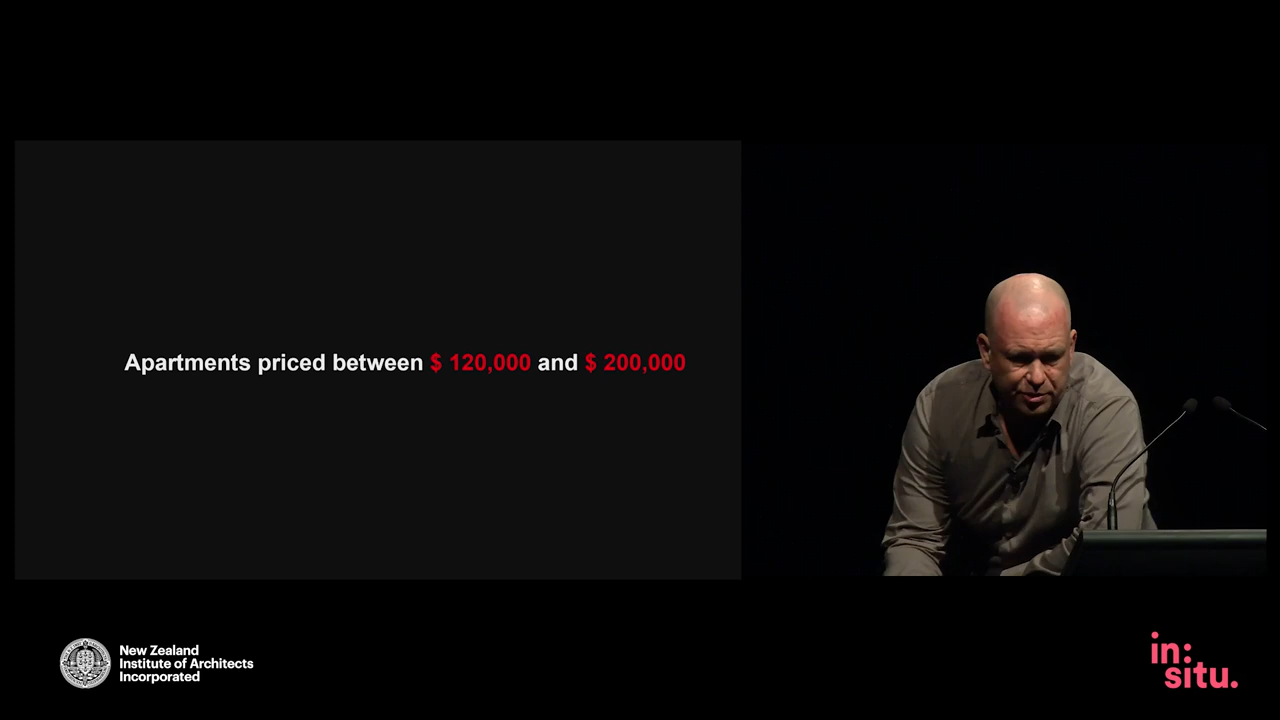 Apartments priced between $ 120,000 and $ 200,000
New Zealand
Institute of Architects
Incorporated
in:
situ.